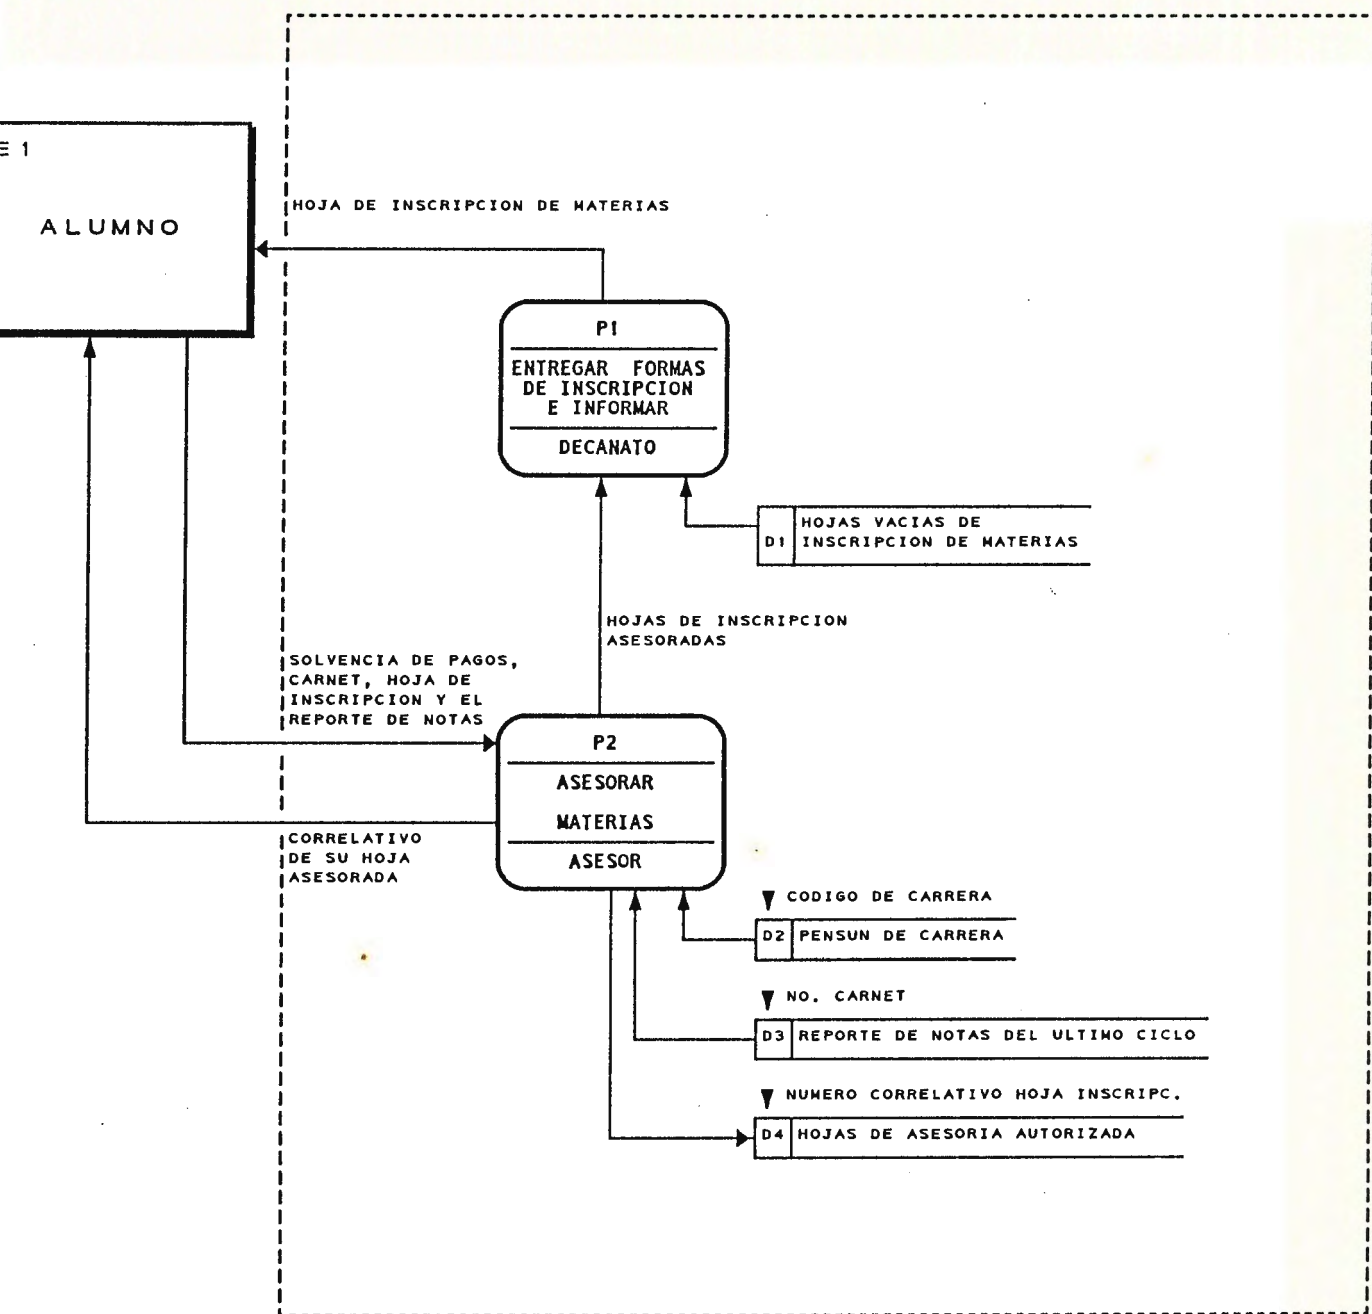 E 1
ALUMNO
HOJA DE INSCRIPCION DE MATERIAS
P1
ENTREGAR FORMAS
DE INSCRIPCION
E INFORMAR
DECANATO
D1
HOJAS VACIAS DE
INSCRIPCION DE MATERIAS
HOJAS DE INSCRIPCION
ASESORADAS
SOLVENCIA DE PAGOS,
CARNET, HOJA DE
INSCRIPCION Y EL
REPORTE DE NOTAS
P2
ASESORAR
MATERIAS
ASESOR
CORRELATIVO
DE SU HOJA
ASESORADA
CODIGO DE CARRERA
D2 PENSUN DE CARRERA
NO. CARNET
D3 REPORTE DE NOTAS DEL ULTIMO CICLO
NUMERO CORRELATIVO HOJA INSCRIPC.
D4 HOJAS DE ASESORIA AUTORIZADA